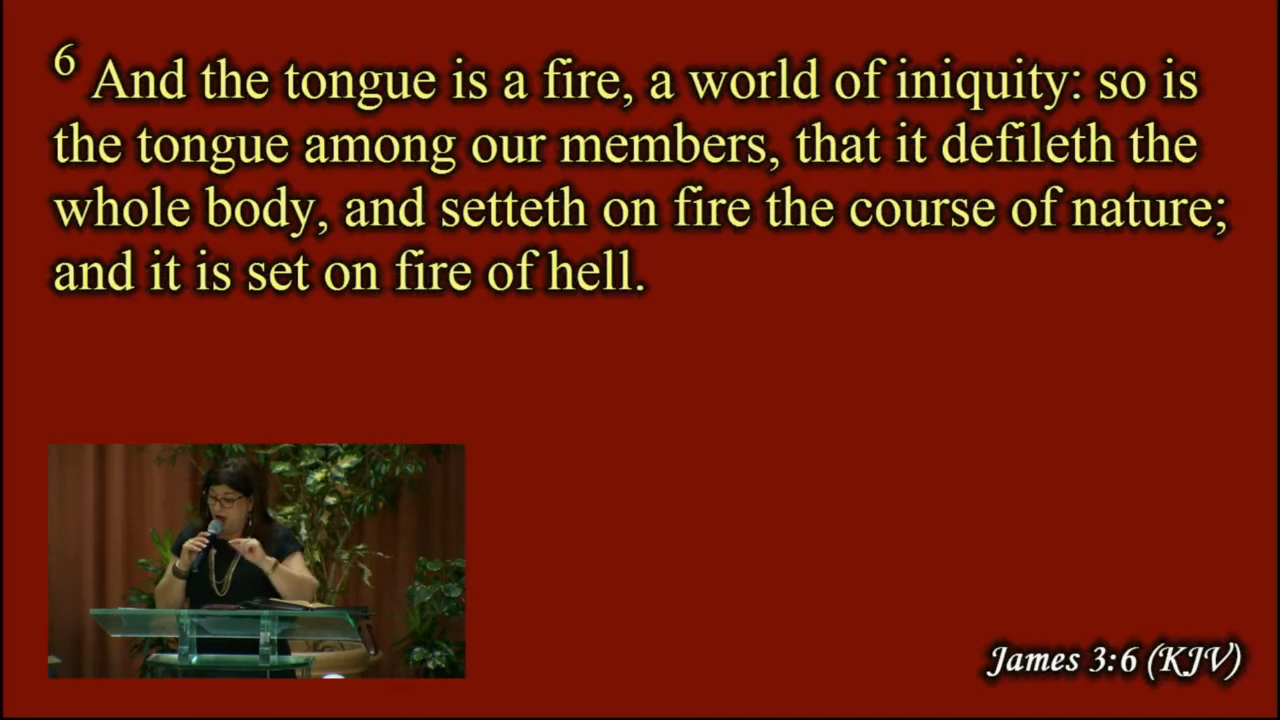 6 And the tongue is a fire, a world of iniquity: so is
the tongue among our members, that it defileth the
whole body, and setteth on fire the course of nature;
and it is set on fire of hell.
James 3:6 (KJV)